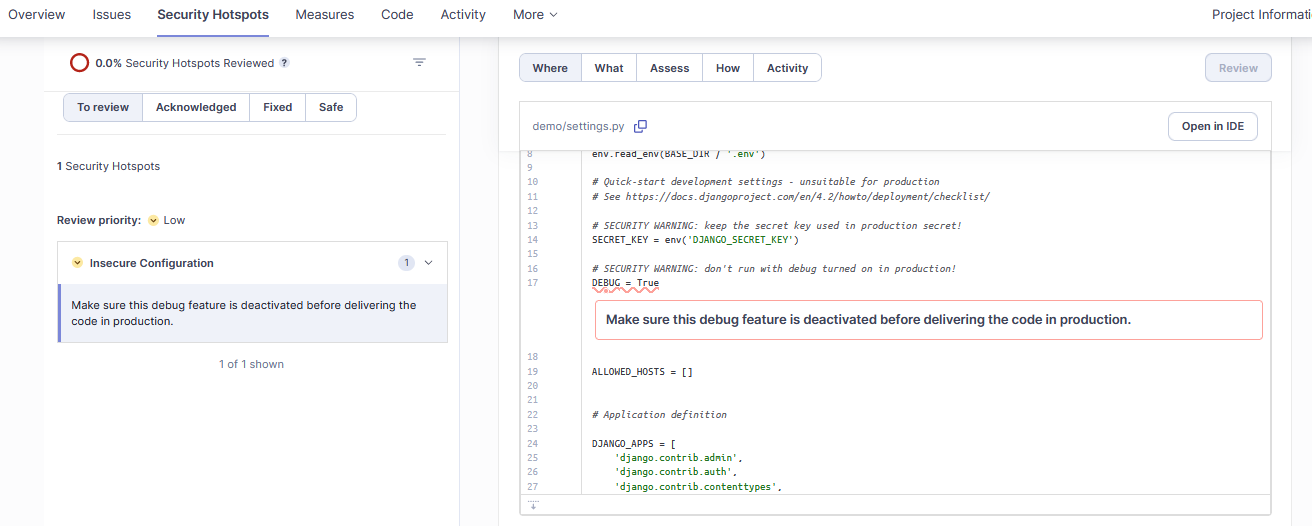 Overview Issues Security Hotspots Measures Code Activity More Project Informati
0.0% Security Hotspots Reviewed ?
To review Acknowledged Fixed Safe
1 Security Hotspots
Review priority: Low
Insecure Configuration 1
Make sure this debug feature is deactivated before delivering the
code in production.
1 of 1 shown
Where What Assess How Activity
Review
demo/settings.py
Open in IDE
8 env.read_env(BASE_DIR / '.env')
9
10 # Quick-start development settings - unsuitable for production
11 # See https://docs.djangoproject.com/en/4.2/howto/deployment/checklist/
12
13 # SECURITY WARNING: keep the secret key used in production secret!
14 SECRET_KEY = env('DJANGO_SECRET_KEY')
15
16 # SECURITY WARNING: don't run with debug turned on in production!
17 DEBUG = True
Make sure this debug feature is deactivated before delivering the code in production.
18
19 ALLOWED_HOSTS = []
20
21
22 # Application definition
23
24 DJANGO_APPS = [
25 'django.contrib.admin',
26 'django.contrib.auth',
27 'django.contrib.contenttypes',